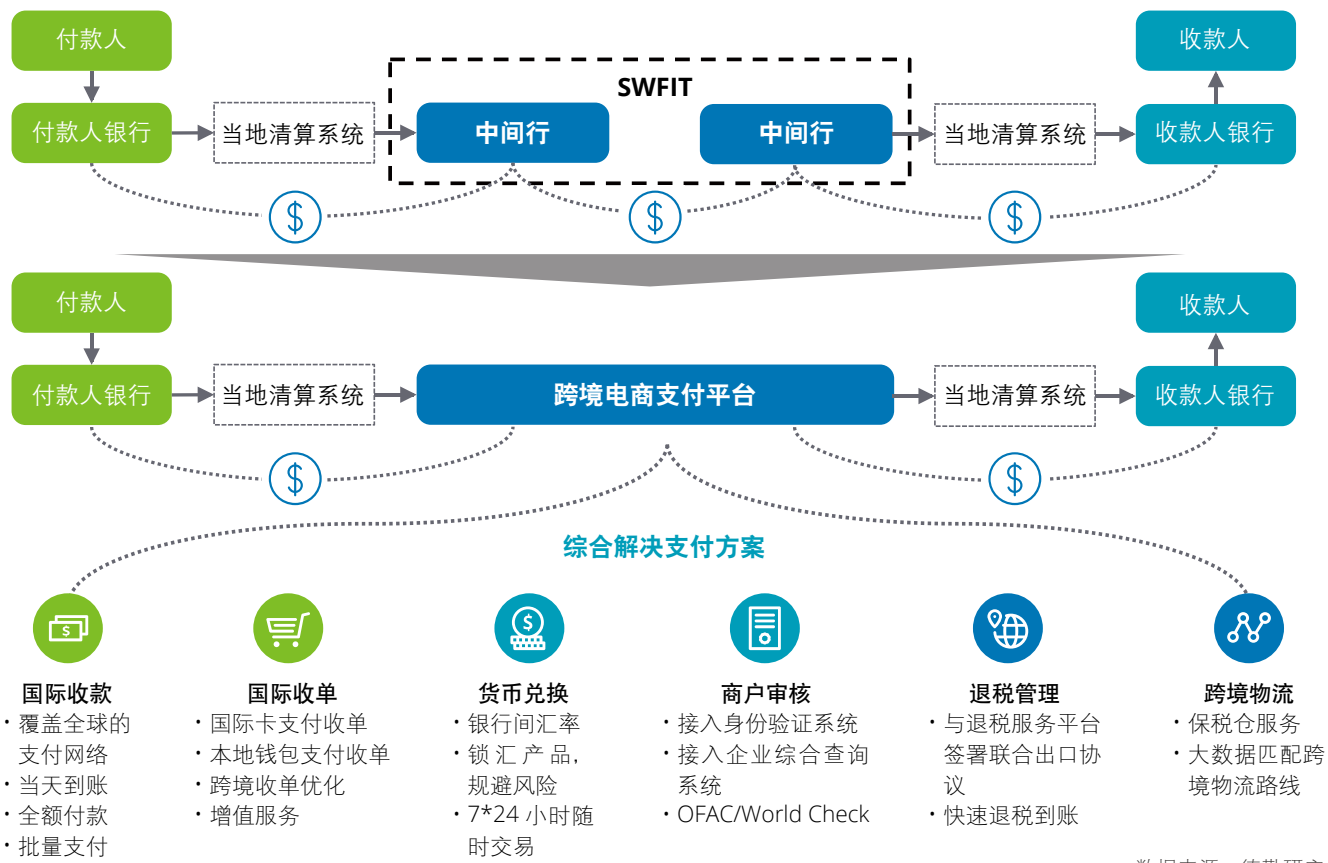 付款人
收款人
SWFIT
付款人银行
当地清算系统
中间行
中间行
当地清算系统
收款人银行
付款人
收款人
付款人银行
当地清算系统
跨境电商支付平台
当地清算系统
收款人银行
综合解决支付方案
国际收款
• 覆盖全球的
支付网络
• 当天到账
• 全额付款
• 批量支付
国际收单
• 国际卡支付收单
• 本地钱包支付收单
• 跨境收单优化
• 增值服务
货币兑换
• 银行间汇率
• 锁汇产品，
规避风险
• 7*24 小时随
时交易
商户审核
• 接入身份验证系统
• 接入企业综合查询
系统
• OFAC/World Check
退税管理
• 与退税服务平台
签署联合出口协
议
• 快速退税到账
跨境物流
• 保税仓服务
• 大数据匹配跨
境物流路线